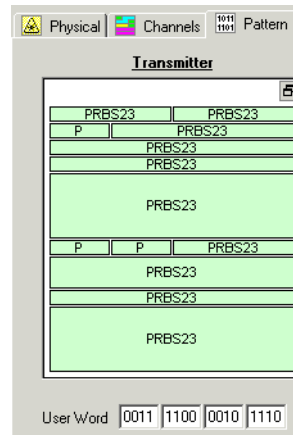 Physical Channels 1011 1101 Pattern
Transmitter
PRBS23 PRBS23
P PRBS23
PRBS23
PRBS23
PRBS23
P P PRBS23
PRBS23
PRBS23
PRBS23
User Word 0011 1100 0010 1110